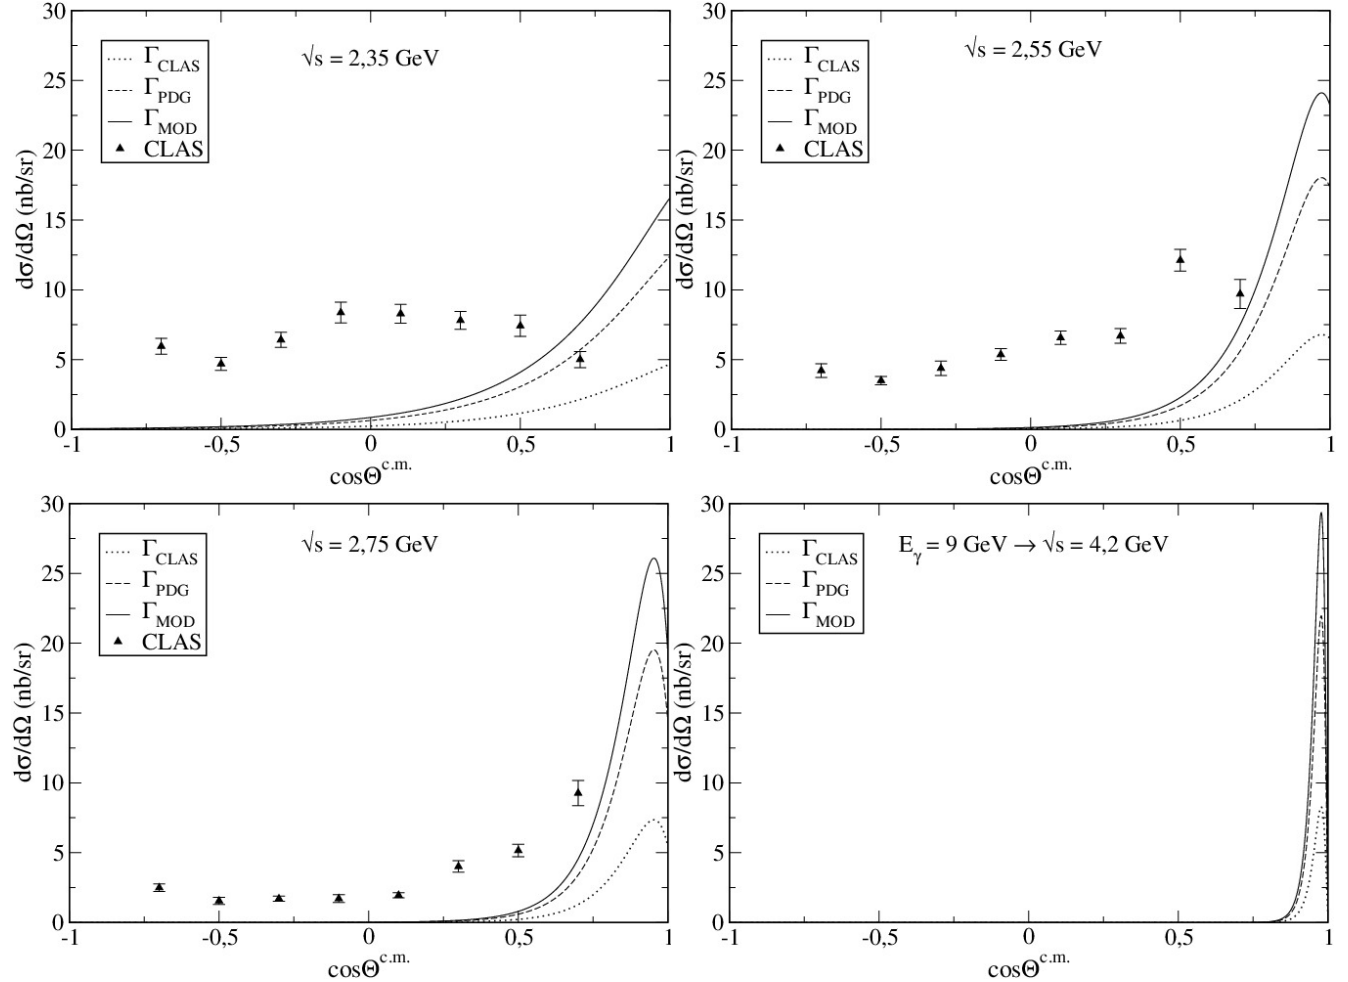 √s = 2,35 GeV
Γ_CLAS
Γ_PDG
Γ_MOD
CLAS
dσ/dΩ (nb/sr)
30
25
20
15
10
5
0
-1 -0,5 0 0,5 1
cosΘ^c.m.
√s = 2,55 GeV
Γ_CLAS
Γ_PDG
Γ_MOD
CLAS
dσ/dΩ (nb/sr)
30
25
20
15
10
5
0
-1 -0,5 0 0,5 1
cosΘ^c.m.
√s = 2,75 GeV
Γ_CLAS
Γ_PDG
Γ_MOD
CLAS
dσ/dΩ (nb/sr)
30
25
20
15
10
5
0
-1 -0,5 0 0,5 1
cosΘ^c.m.
E_γ = 9 GeV → √s = 4,2 GeV
Γ_CLAS
Γ_PDG
Γ_MOD
dσ/dΩ (nb/sr)
30
25
20
15
10
5
0
-1 -0,5 0 0,5 1
cosΘ^c.m.